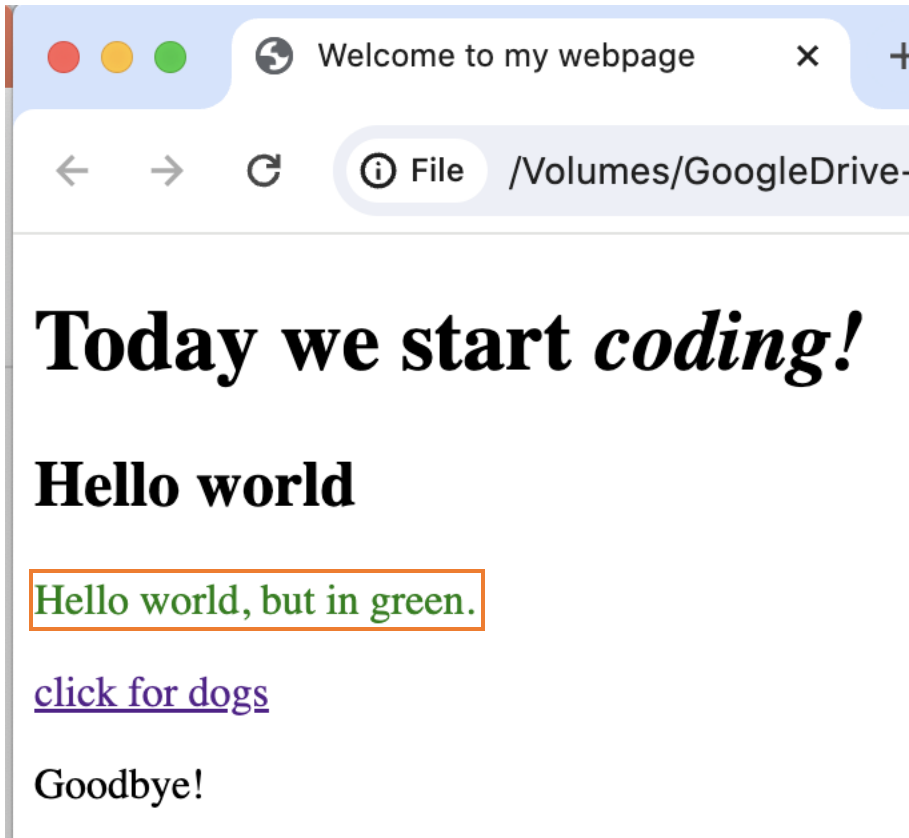 Welcome to my webpage
File /Volumes/GoogleDrive-
Today we start coding!
Hello world
Hello world, but in green.
click for dogs
Goodbye!